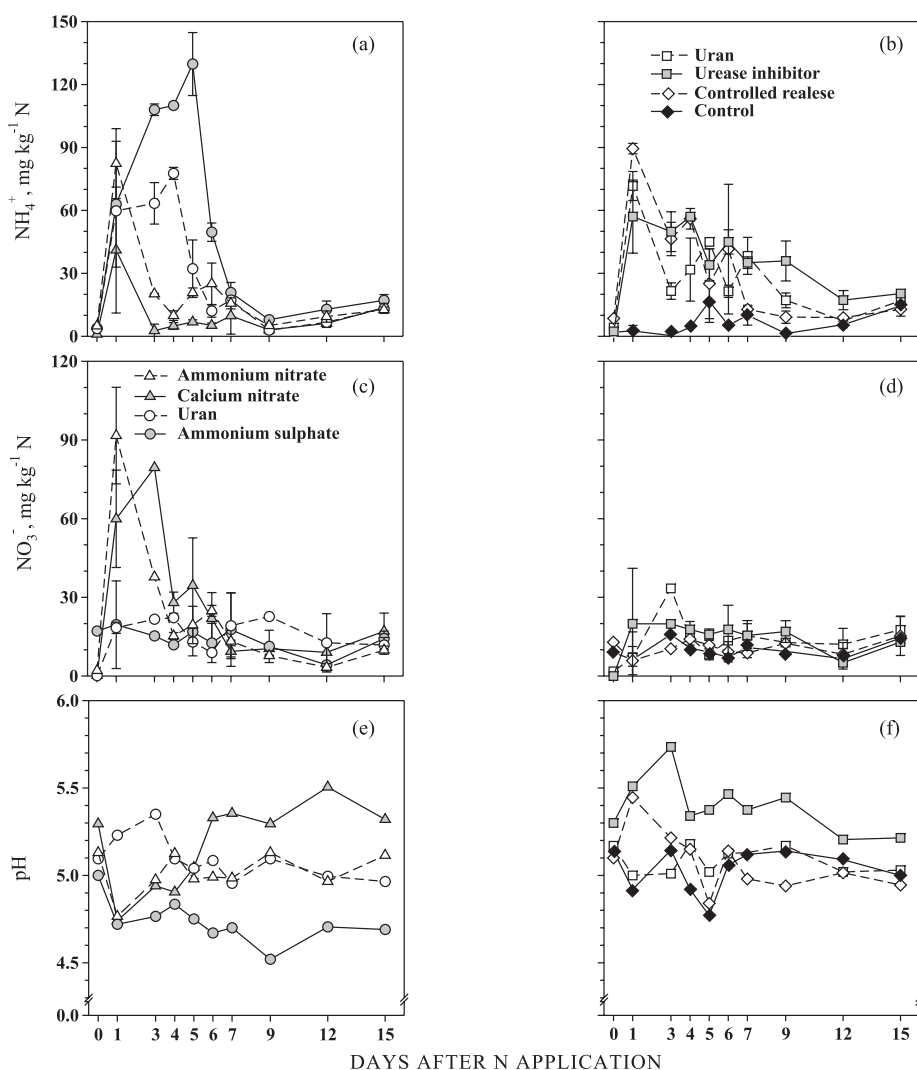 150
120
90
60
30
0
NH₄⁺, mg kg⁻¹ N
(a)
(b)
Uran
Urease inhibitor
Controlled realese
Control
120
90
60
30
0
NO₃⁻, mg kg⁻¹ N
Ammonium nitrate
Calcium nitrate
Uran
Ammonium sulphate
(c)
(d)
6.0
5.5
5.0
4.5
0.0
pH
(e)
(f)
0 1 3 4 5 6 7 9 12 15
0 1 3 4 5 6 7 9 12 15
DAYS AFTER N APPLICATION